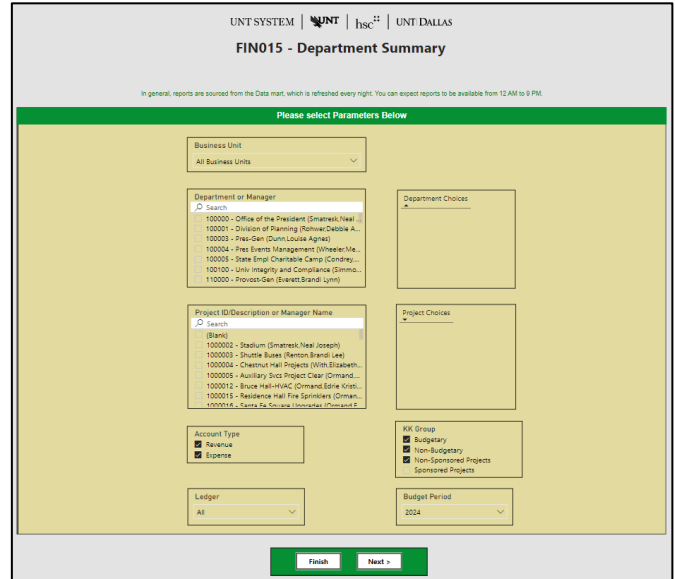 UNT SYSTEM | UNT | hsc | UNT DALLAS
FIN015 - Department Summary
In general, reports are sourced from the Data mart, which is refreshed every night. You can expect reports to be available from 12 AM to 9 PM.
Please select Parameters Below
Business Unit
All Business Units
Department or Manager
Search
100000 - Office of the President (Smatresk,Neal ...
100001 - Division of Planning (Rohwer,Debbie A...
100003 - Pres-Gen (Dunn,Louise Agnes)
100004 - Pres Events Management (Wheeler,Me...
100005 - State Empl Charitable Camp (Condrey,...
100100 - Univ Integrity and Compliance (Simmo...
110000 - Provost-Gen (Everett,Brandi Lynn)
Department Choices
Project ID/Description or Manager Name
Search
(Blank)
1000002 - Stadium (Smatresk,Neal Joseph)
1000003 - Shuttle Buses (Renton,Brandi Lee)
1000004 - Chestnut Hall Projects (With,Elizabeth...
1000005 - Auxiliary Svcs Project Clear (Ormand,...
1000012 - Bruce Hall-HVAC (Ormand,Edrie Kristi...
1000015 - Residence Hall Fire Sprinklers (Orman...
1000016 - Santa Fe Square Upgrades (Ormand,E...
Project Choices
Account Type
Revenue
Expense
KK Group
Budgetary
Non-Budgetary
Non-Sponsored Projects
Sponsored Projects
Ledger
All
Budget Period
2024
Finish
Next >